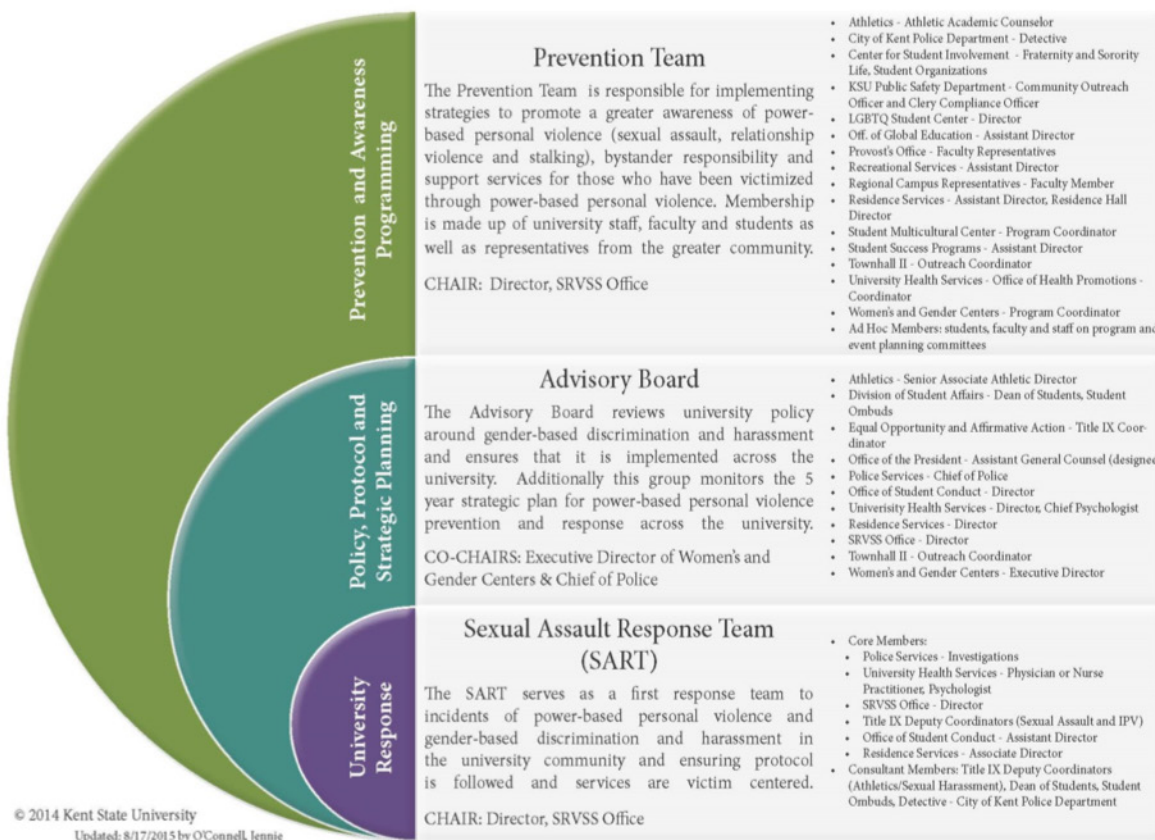 Prevention and Awareness
Programming
Prevention Team
The Prevention Team is responsible for implementing
strategies to promote a greater awareness of power-
based personal violence (sexual assault, relationship
violence and stalking), bystander responsibility and
support services for those who have been victimized
through power-based personal violence. Membership
is made up of university staff, faculty and students as
well as representatives from the greater community.
CHAIR: Director, SRVSS Office
• Athletics - Athletic Academic Counselor
• City of Kent Police Department - Detective
• Center for Student Involvement - Fraternity and Sorority
Life, Student Organizations
• KSU Public Safety Department - Community Outreach
Officer and Clery Compliance Officer
• LGBTQ Student Center - Director
• Off. of Global Education - Assistant Director
• Provost's Office - Faculty Representatives
• Recreational Services - Assistant Director
• Regional Campus Representatives - Faculty Member
• Residence Services - Assistant Director, Residence Hall
Director
• Student Multicultural Center - Program Coordinator
• Student Success Programs - Assistant Director
• Townhall II - Outreach Coordinator
• University Health Services - Office of Health Promotions -
Coordinator
• Women's and Gender Centers - Program Coordinator
• Ad Hoc Members: students, faculty and staff on program and
event planning committees
Policy, Protocol and
Strategic Planning
Advisory Board
The Advisory Board reviews university policy
around gender-based discrimination and harassment
and ensures that it is implemented across the
university. Additionally this group monitors the 5
year strategic plan for power-based personal violence
prevention and response across the university.
CO-CHAIRS: Executive Director of Women's and
Gender Centers & Chief of Police
• Athletics - Senior Associate Athletic Director
• Division of Student Affairs - Dean of Students, Student
Ombuds
• Equal Opportunity and Affirmative Action - Title IX Coor-
dinator
• Office of the President - Assistant General Counsel (designee
• Police Services - Chief of Police
• Office of Student Conduct - Director
• Univerisity Health Services - Director, Chief Psychologist
• Residence Services - Director
• SRVSS Office - Director
• Townhall II - Outreach Coordinator
• Women's and Gender Centers - Executive Director
University
Response
Sexual Assault Response Team
(SART)
The SART serves as a first response team to
incidents of power-based personal violence and
gender-based discrimination and harassment in
the university community and ensuring protocol
is followed and services are victim centered.
CHAIR: Director, SRVSS Office
• Core Members:
• Police Services - Investigations
• University Health Services - Physician or Nurse
Practitioner, Psychologist
• SRVSS Office - Director
• Title IX Deputy Coordinators (Sexual Assault and IPV)
• Office of Student Conduct - Assistant Director
• Residence Services - Associate Director
• Consultant Members: Title IX Deputy Coordinators
(Athletics/Sexual Harassment), Dean of Students, Student
Ombuds, Detective - City of Kent Police Department
© 2014 Kent State University
Updated: 8/17/2015 by O'Connell, Jennie